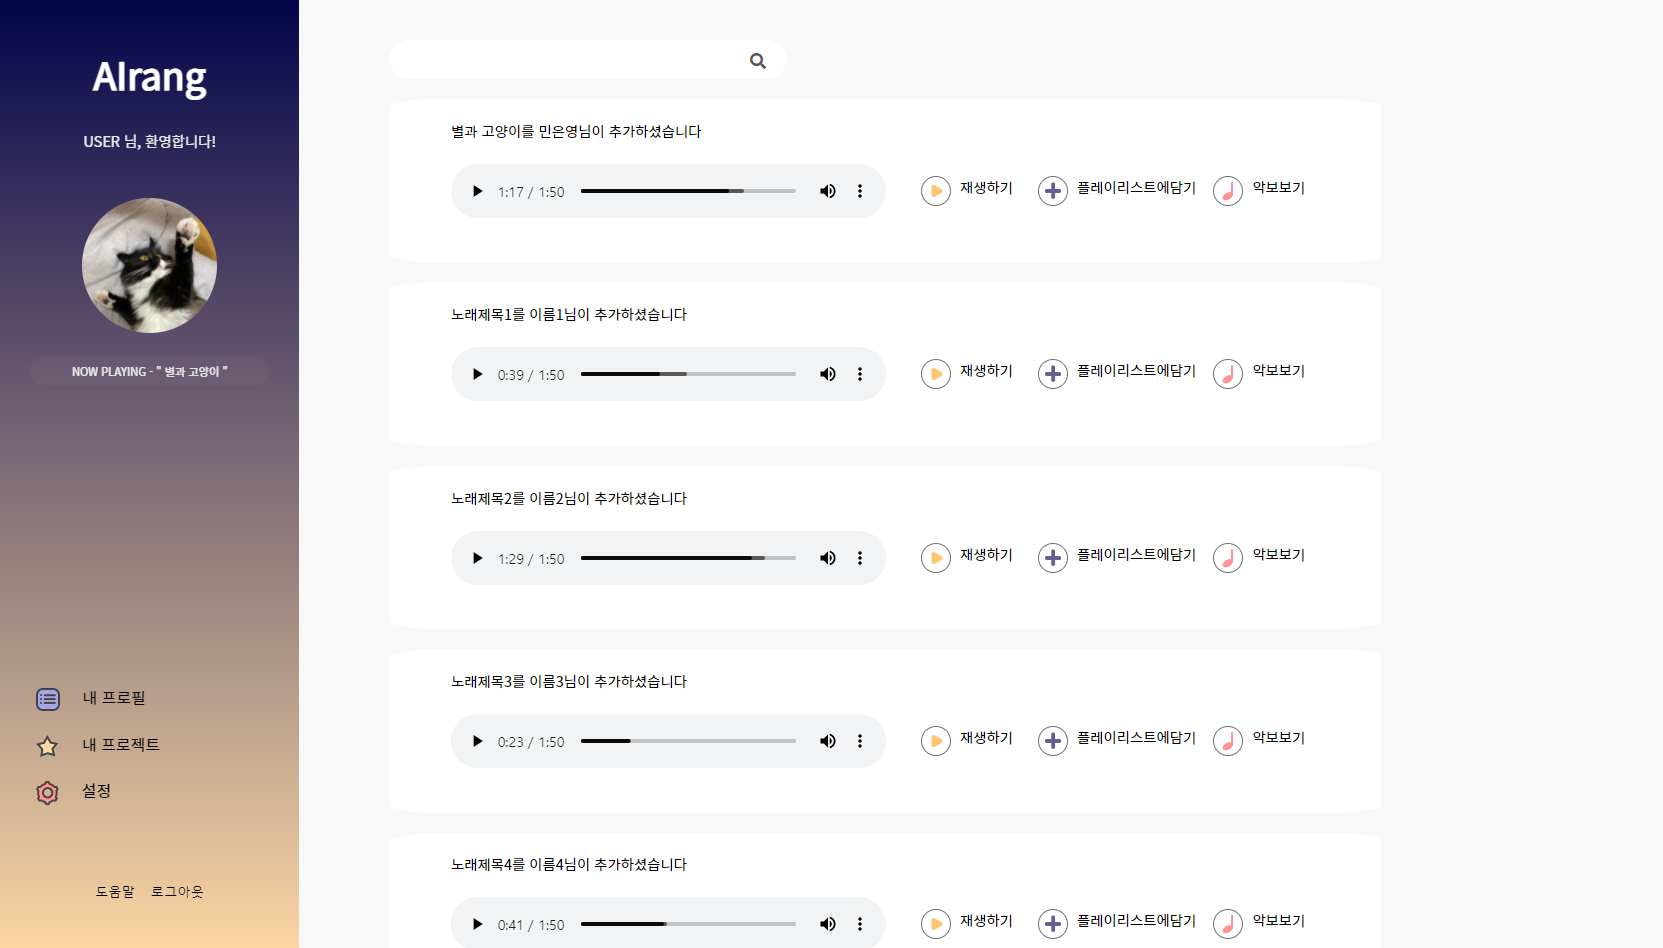 AIrang
USER 님, 환영합니다!
NOW PLAYING - " 별과 고양이 "
내 프로필
내 프로젝트
설정
도움말 로그아웃
별과 고양이를 민은영님이 추가하셨습니다
1:17 / 1:50 재생하기 플레이리스트에담기 악보보기
노래제목1를 이름1님이 추가하셨습니다
0:39 / 1:50 재생하기 플레이리스트에담기 악보보기
노래제목2를 이름2님이 추가하셨습니다
1:29 / 1:50 재생하기 플레이리스트에담기 악보보기
노래제목3를 이름3님이 추가하셨습니다
0:23 / 1:50 재생하기 플레이리스트에담기 악보보기
노래제목4를 이름4님이 추가하셨습니다
0:41 / 1:50 재생하기 플레이리스트에담기 악보보기